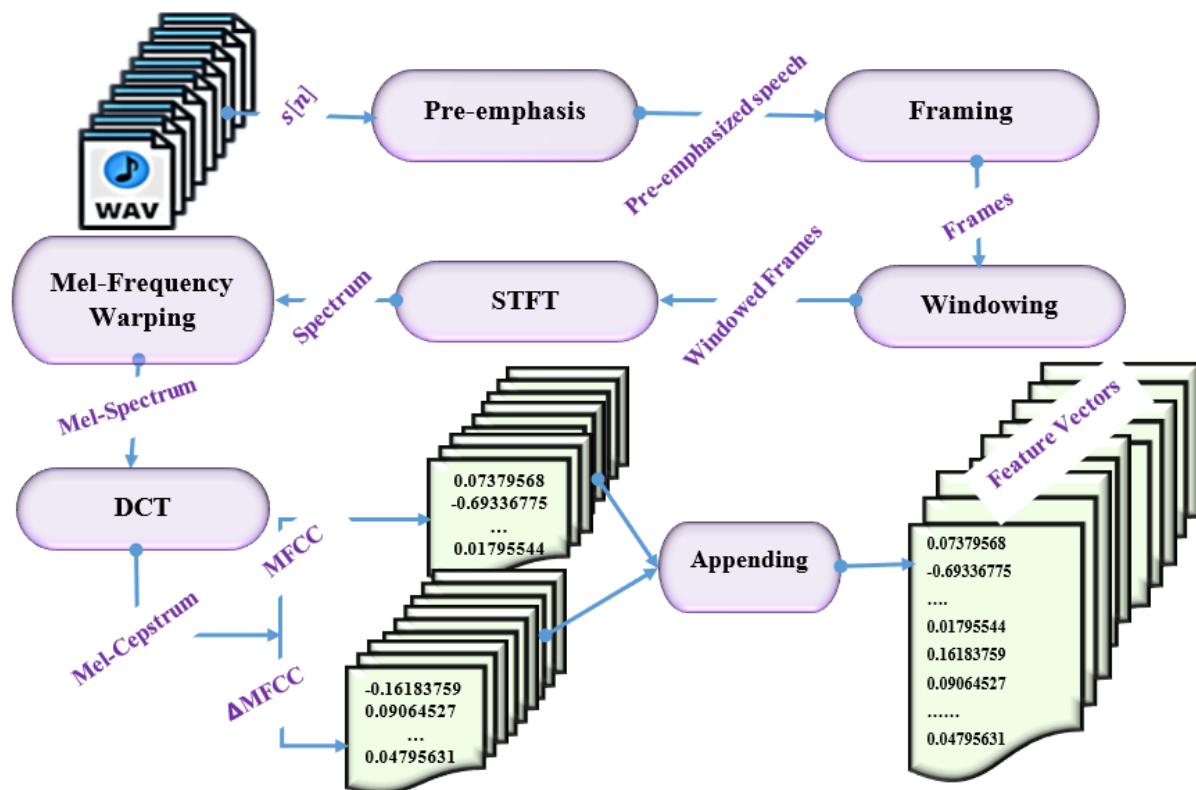 WAV
s[n]
Pre-emphasis
Pre-emphasized speech
Framing
Frames
Windowing
Windowed Frames
STFT
Spectrum
Mel-Frequency
Warping
Mel-Spectrum
DCT
Mel-Cepstrum
MFCC
0.07379568
-0.69336775
...
0.01795544
ΔMFCC
-0.16183759
0.09064527
...
0.04795631
Appending
Feature Vectors
0.07379568
-0.69336775
....
0.01795544
0.16183759
0.09064527
......
0.04795631